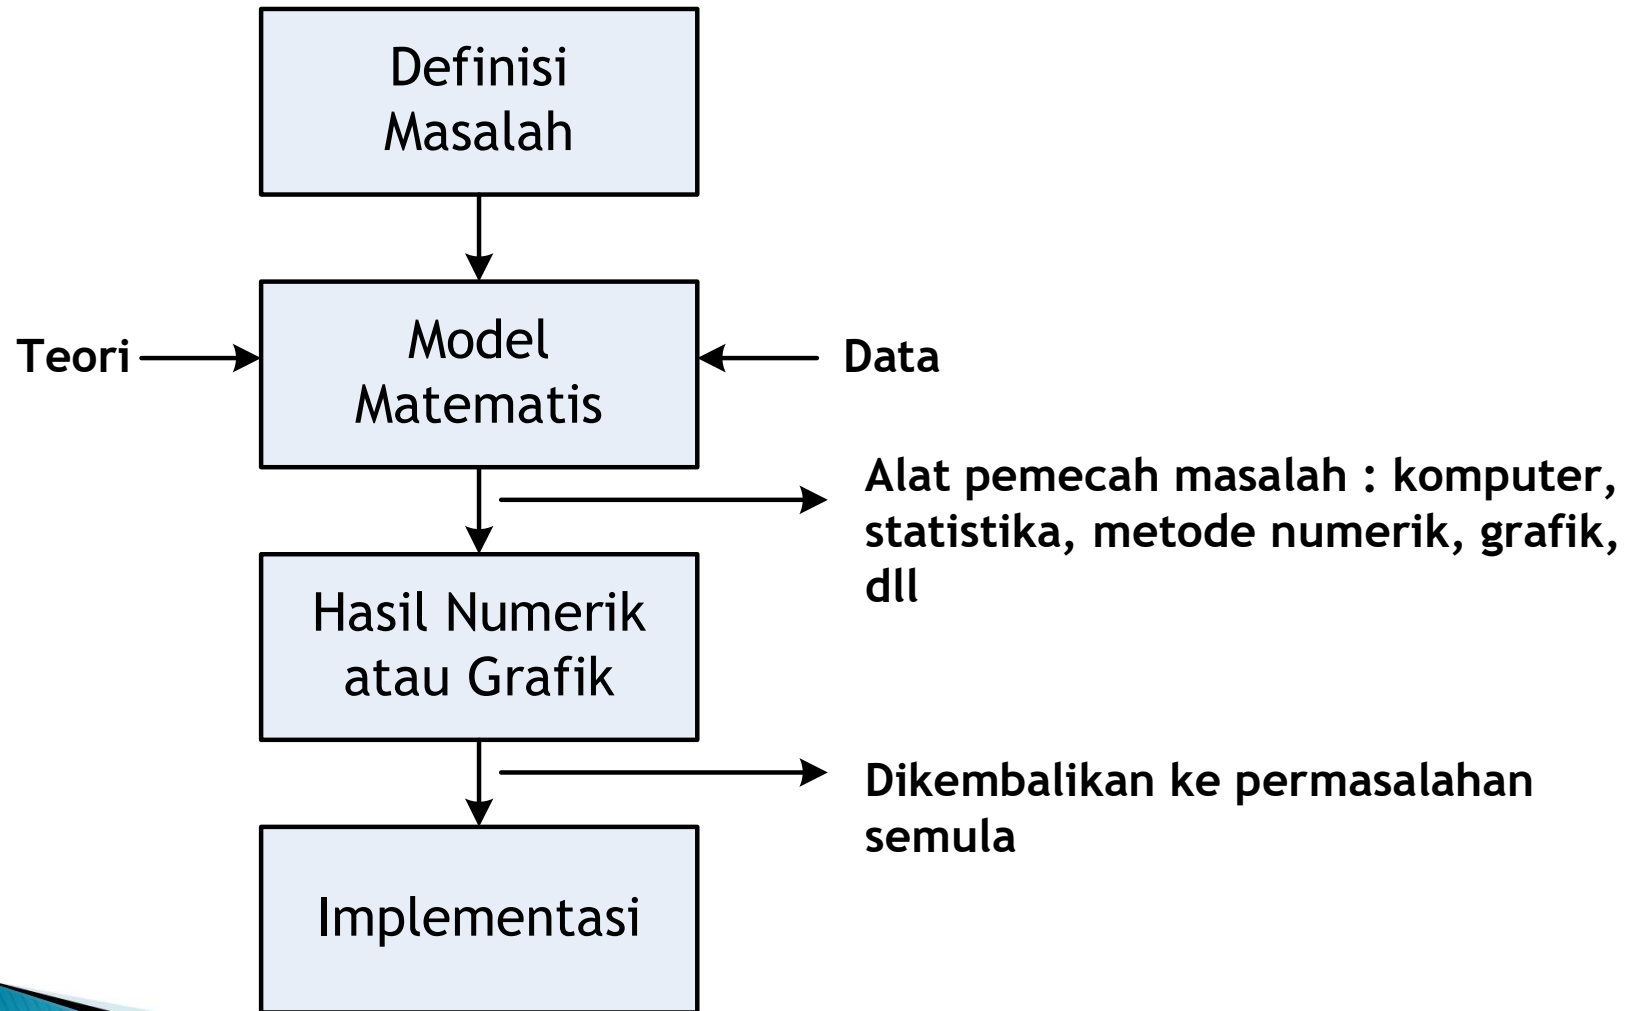 Definisi
Masalah
Teori
Model
Matematis
Data
Alat pemecah masalah : komputer,
statistika, metode numerik, grafik,
dll
Hasil Numerik
atau Grafik
Dikembalikan ke permasalahan
semula
Implementasi